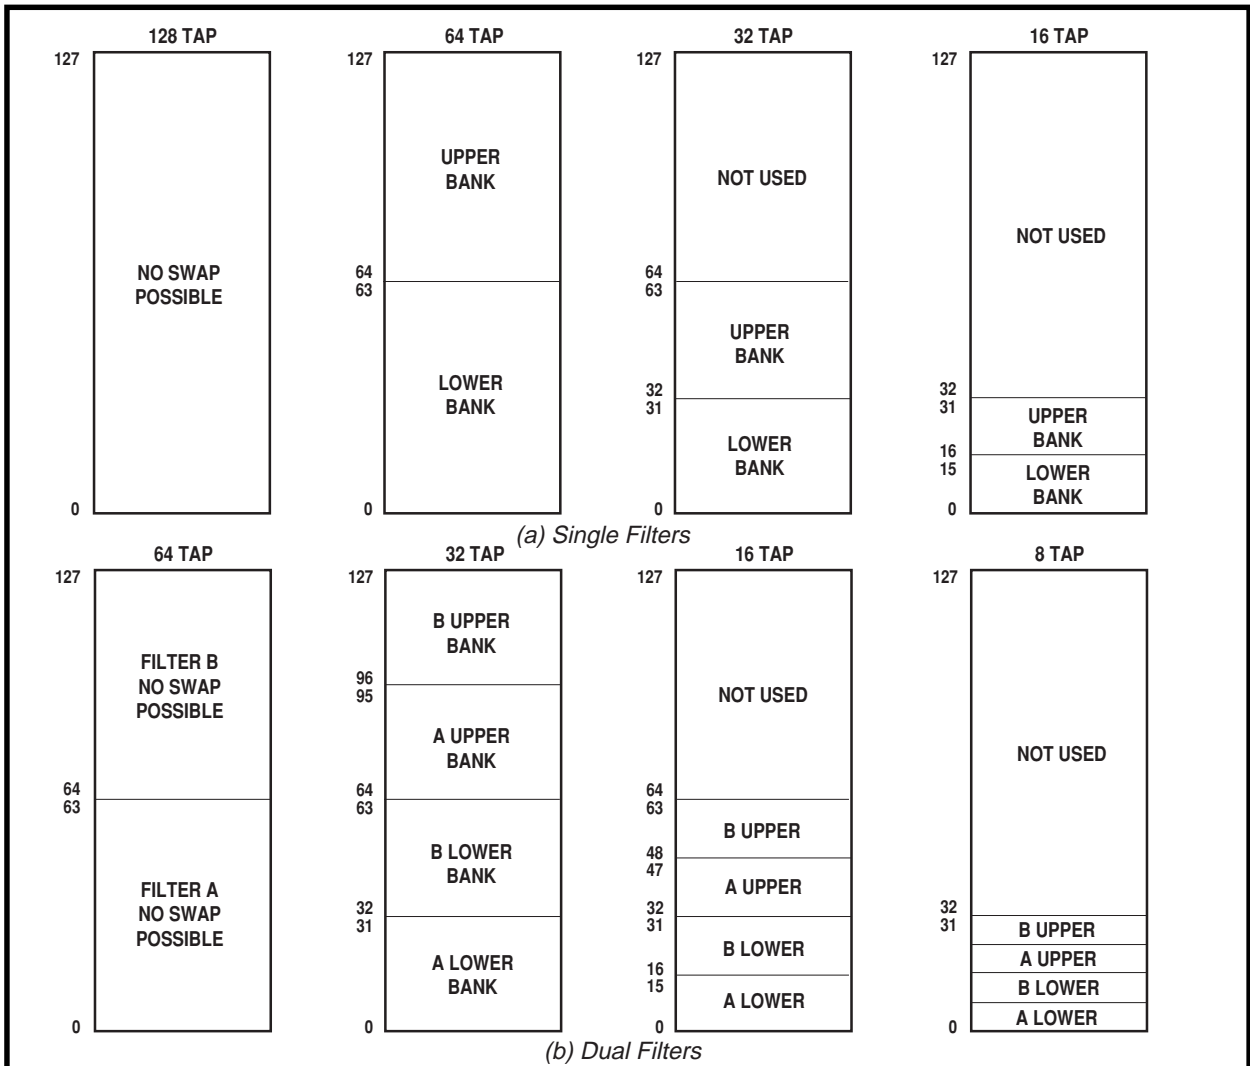 128 TAP
127
NO SWAP
POSSIBLE
0
64 TAP
127
UPPER
BANK
64
63
LOWER
BANK
0
32 TAP
127
NOT USED
64
63
UPPER
BANK
32
31
LOWER
BANK
0
16 TAP
127
NOT USED
32
31
UPPER
BANK
16
15
LOWER
BANK
0
(a) Single Filters
64 TAP
127
FILTER B
NO SWAP
POSSIBLE
64
63
FILTER A
NO SWAP
POSSIBLE
0
32 TAP
127
B UPPER
BANK
96
95
A UPPER
BANK
64
63
B LOWER
BANK
32
31
A LOWER
BANK
0
16 TAP
127
NOT USED
64
63
B UPPER
48
47
A UPPER
32
31
B LOWER
16
15
A LOWER
0
8 TAP
127
NOT USED
32
31
B UPPER
A UPPER
B LOWER
A LOWER
0
(b) Dual Filters